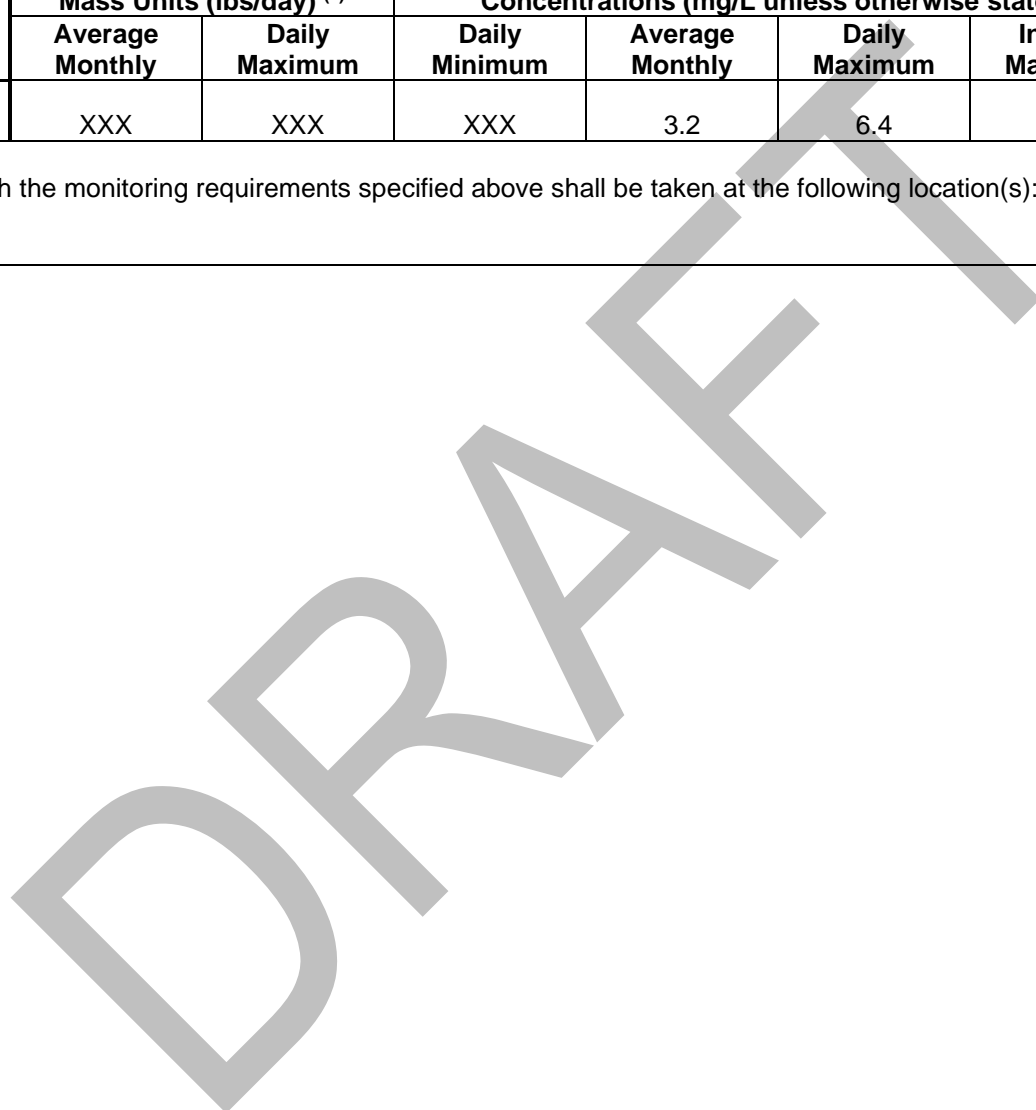 Mass Units (lbs/day) Concentrations (mg/L unless otherwise
Average Daily Daily Average Daily
Monthly Maximum Minimum Monthly Maximum
XXX XXX XXX 3.2 6.4
the monitoring requirements specified above shall be taken at the following location(s):
DRAFT